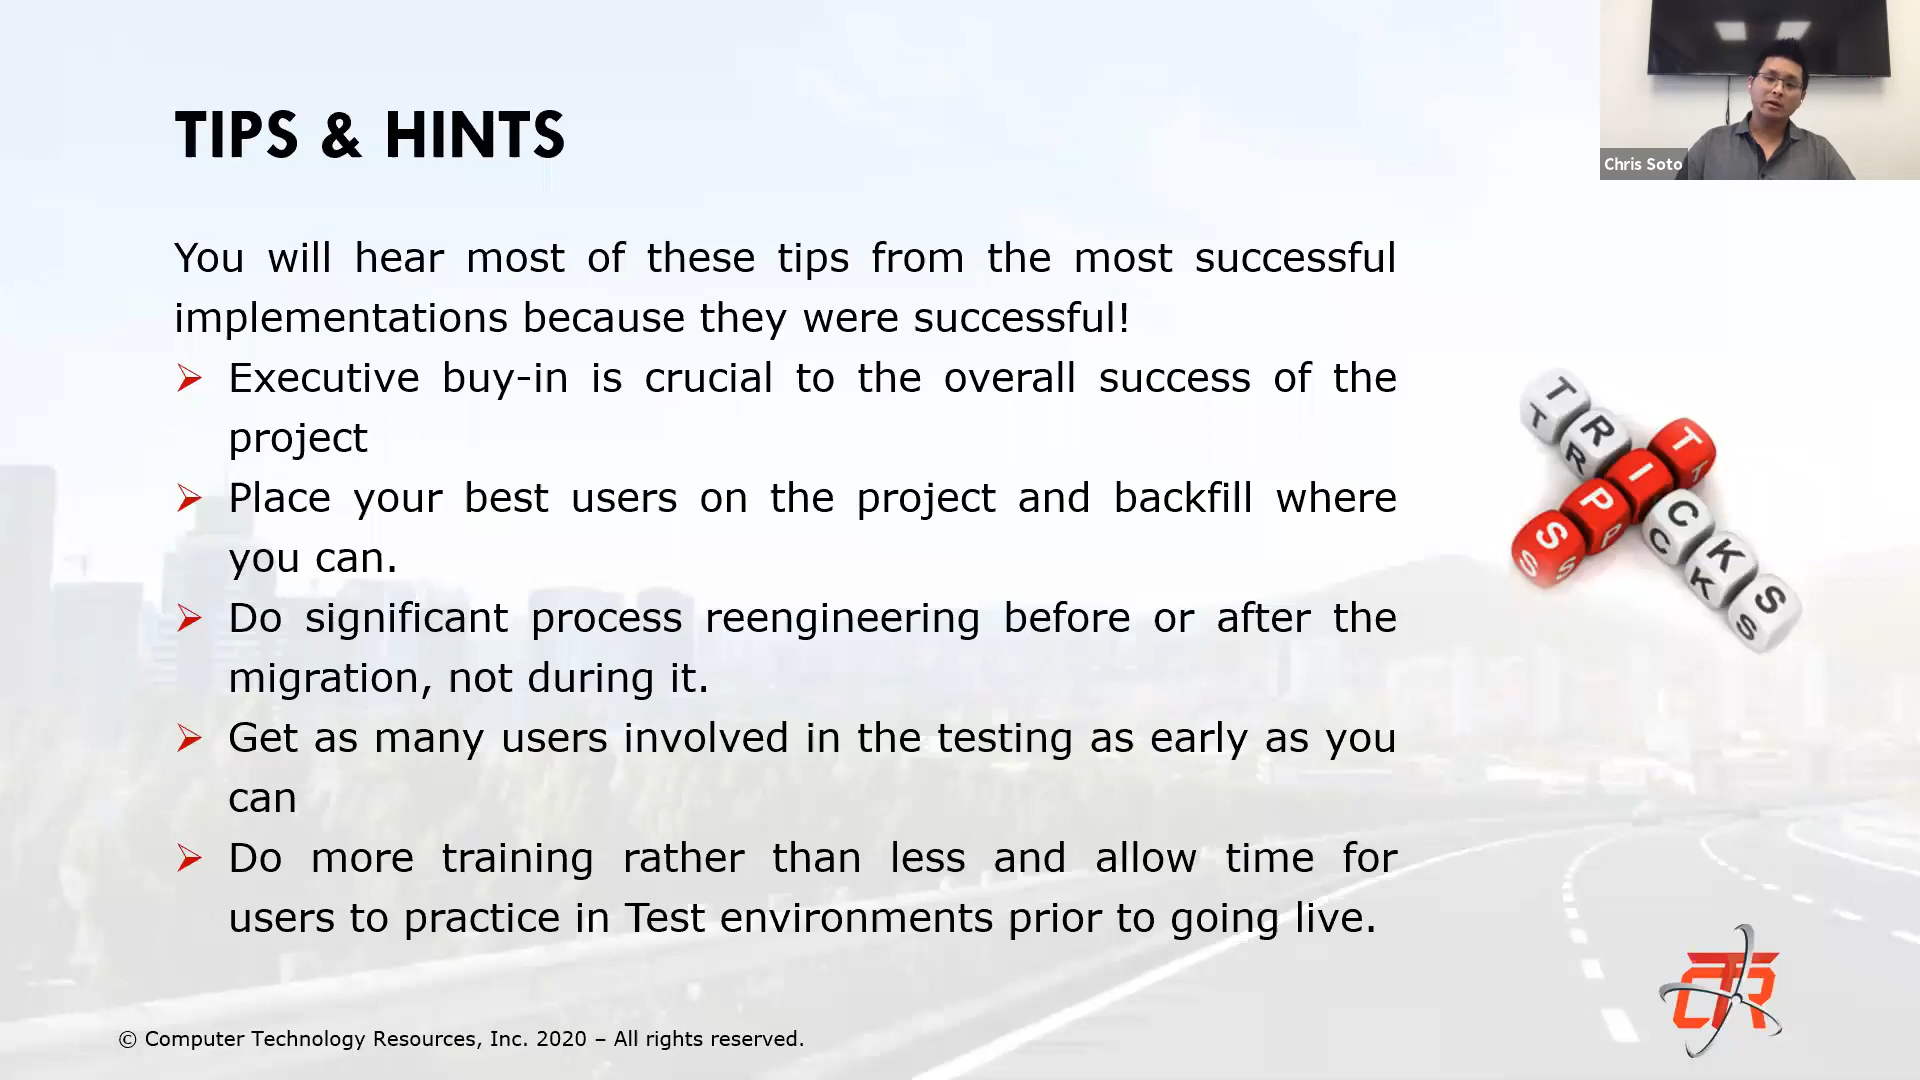 Chris Soto
TIPS & HINTS
You will hear most of these tips from the most successful
implementations because they were successful!
Executive buy-in is crucial to the overall success of the
project
Place your best users on the project and backfill where
you can.
Do significant process reengineering before or after the
migration, not during it.
Get as many users involved in the testing as early as you
can
Do more training rather than less and allow time for
users to practice in Test environments prior to going live.
TRICKS
TIPS
CTR
© Computer Technology Resources, Inc. 2020 – All rights reserved.